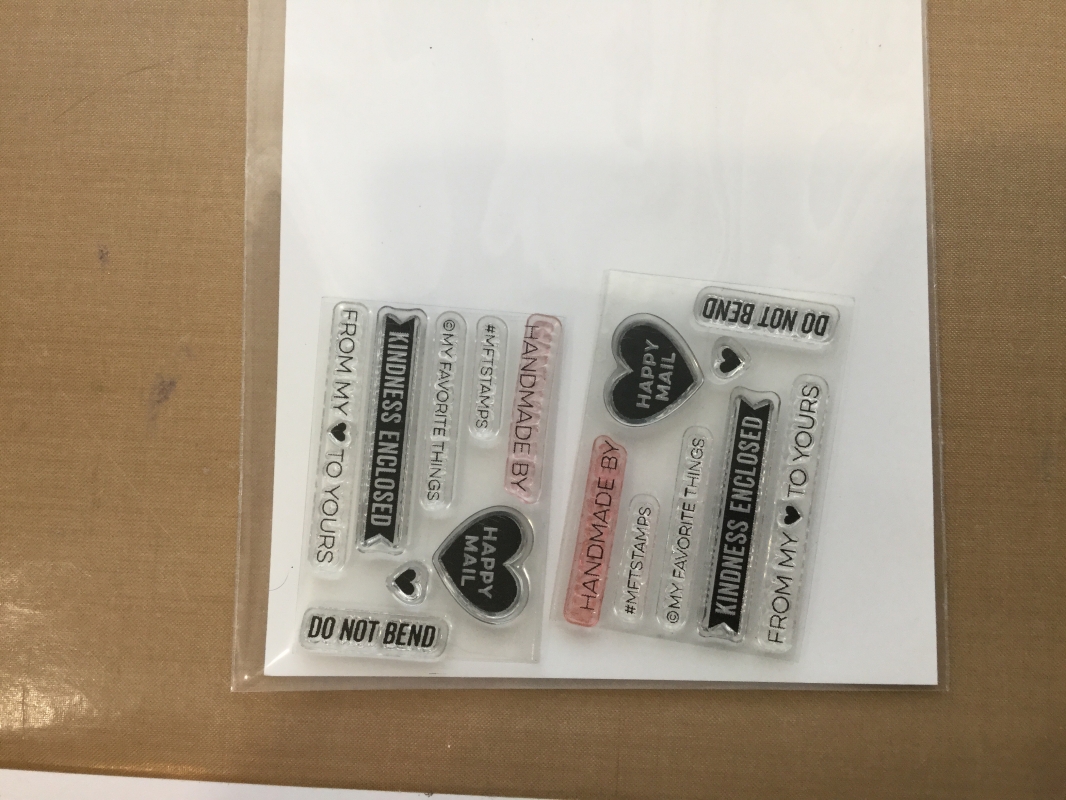 FROM MY ♥ TO YOURS
KINDNESS ENCLOSED
©MY FAVORITE THINGS
#MFTSTAMPS
HANDMADE BY
HAPPY
MAIL
DO NOT BEND
DO NOT BEND
HAPPY
MAIL
HANDMADE BY
#MFTSTAMPS
©MY FAVORITE THINGS
KINDNESS ENCLOSED
FROM MY ♥ TO YOURS